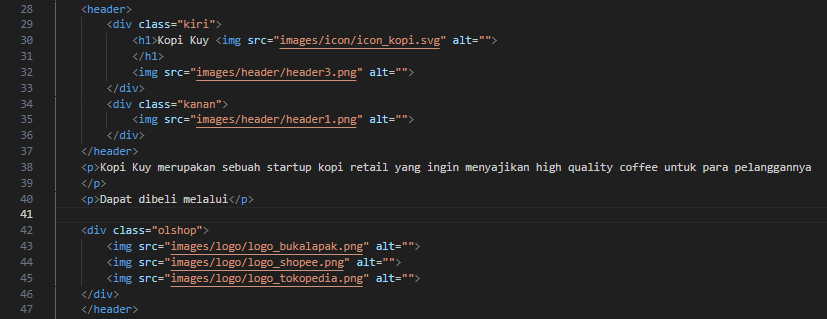 28 <header>
29 <div class="kiri">
30 <h1>Kopi Kuy <img src="images/icon/icon_kopi.svg" alt="">
31 </h1>
32 <img src="images/header/header3.png" alt="">
33 </div>
34 <div class="kanan">
35 <img src="images/header/header1.png" alt="">
36 </div>
37 </header>
38 <p>Kopi Kuy merupakan sebuah startup kopi retail yang ingin menyajikan high quality coffee untuk para pelanggannya
39 </p>
40 <p>Dapat dibeli melalui</p>
41
42 <div class="olshop">
43 <img src="images/logo/logo_bukalapak.png" alt="">
44 <img src="images/logo/logo_shopee.png" alt="">
45 <img src="images/logo/logo_tokopedia.png" alt="">
46 </div>
47 </header>